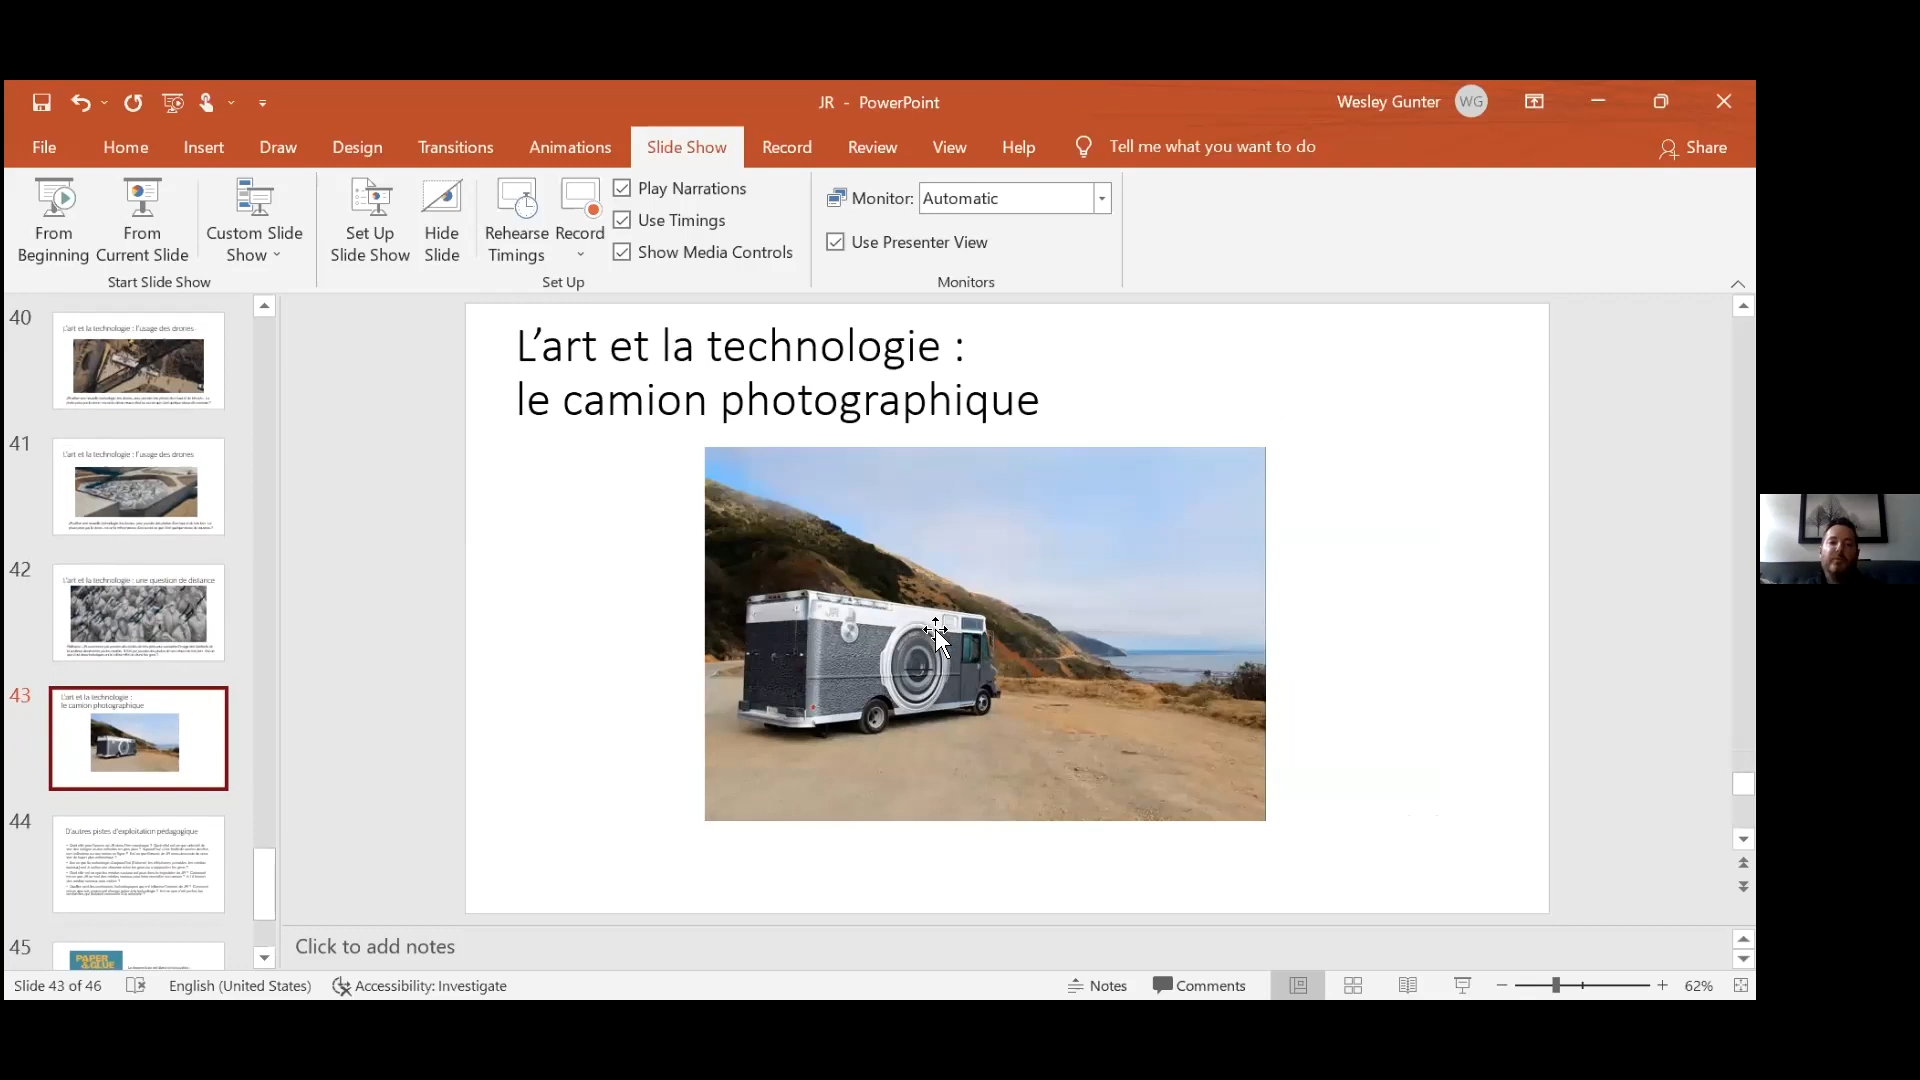 JR - PowerPoint
Wesley Gunter WG
File Home Insert Draw Design Transitions Animations Slide Show Record Review View Help Tell me what you want to do Share
From Beginning
From Current Slide
Custom Slide Show
Start Slide Show
Set Up Slide Show
Hide Slide
Rehearse Timings
Record
Play Narrations
Use Timings
Show Media Controls
Set Up
Monitor: Automatic
Use Presenter View
Monitors
40
L'art et la technologie : l'usage des drones
41
L'art et la technologie : l'usage des drones
42
L'art et la technologie : une question de distance
43
L'art et la technologie :
le camion photographique
44
D'autres pistes d'exploitation pédagogique
45
PAPER
& GLUE
L'art et la technologie :
le camion photographique
JR
Click to add notes
Slide 43 of 46 English (United States) Accessibility: Investigate Notes Comments 62%